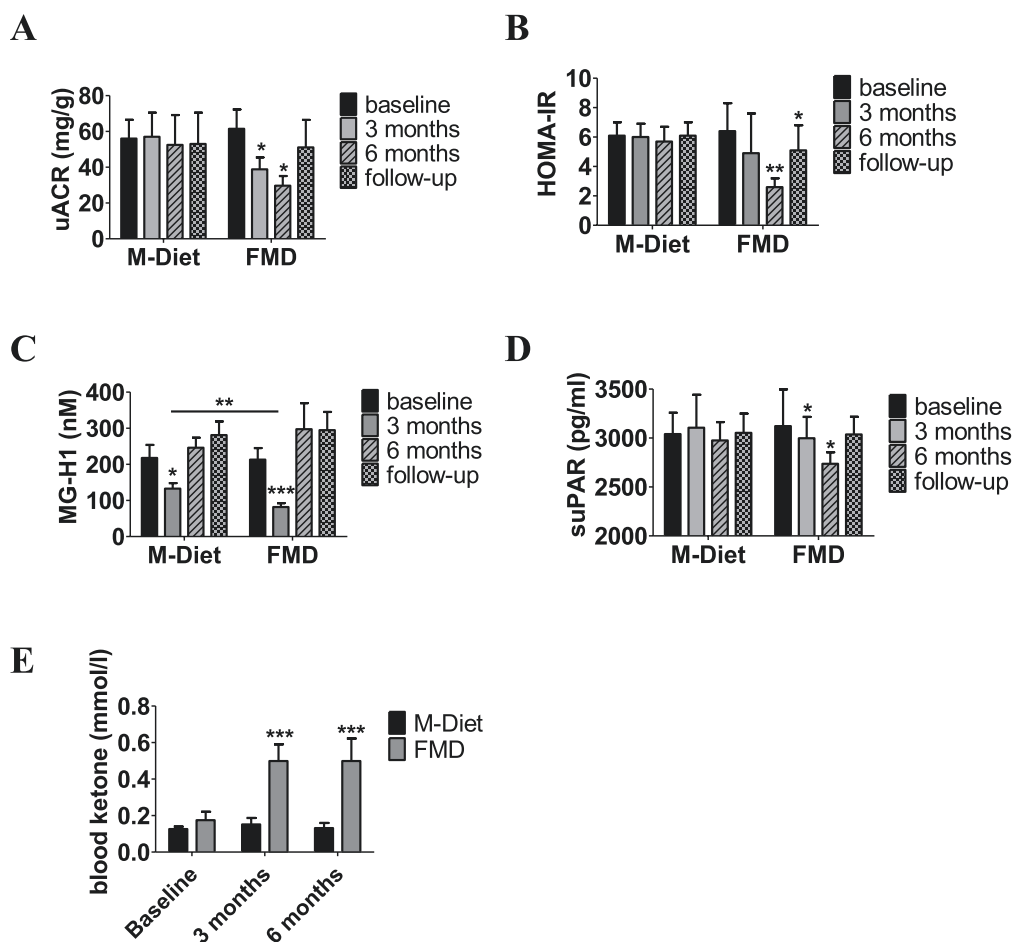 A
uACR (mg/g)
80
60
40
20
0
* *
M-Diet FMD
baseline
3 months
6 months
follow-up
B
HOMA-IR
10
8
6
4
2
0
** *
M-Diet FMD
baseline
3 months
6 months
follow-up
C
MG-H1 (nM)
400
300
200
100
0
**
* ***
M-Diet FMD
baseline
3 months
6 months
follow-up
D
suPAR (pg/ml)
3500
3000
2500
2000
* *
M-Diet FMD
baseline
3 months
6 months
follow-up
E
blood ketone (mmol/l)
0.8
0.6
0.4
0.2
0.0
*** ***
Baseline
3 months
6 months
M-Diet
FMD